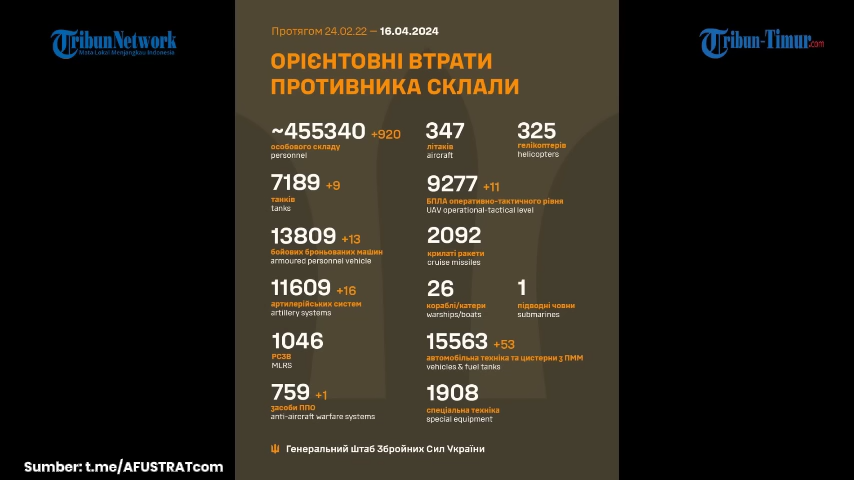 TribunNetwork
Mata Lokal Menjangkau Indonesia
Tribun-Timur.com
Протягом 24.02.22 – 16.04.2024
ОРІЄНТОВНІ ВТРАТИ
ПРОТИВНИКА СКЛАЛИ
~455340 +920
особового складу
personnel
347
літаків
aircraft
325
гелікоптерів
helicopters
7189 +9
танків
tanks
9277 +11
БПЛА оперативно-тактичного рівня
UAV operational-tactical level
13809 +13
бойових броньованих машин
armoured personnel vehicle
2092
крилаті ракети
cruise missiles
11609 +16
артилерійських систем
artillery systems
26
кораблі/катери
warships/boats
1
підводні човни
submarines
1046
РСЗВ
MLRS
15563 +53
автомобільна техніка та цистерни з ПММ
vehicles & fuel tanks
759 +1
засоби ППО
anti-aircraft warfare systems
1908
спеціальна техніка
special equipment
Генеральний Штаб Збройних Сил України
Sumber: t.me/AFUSTRATcom